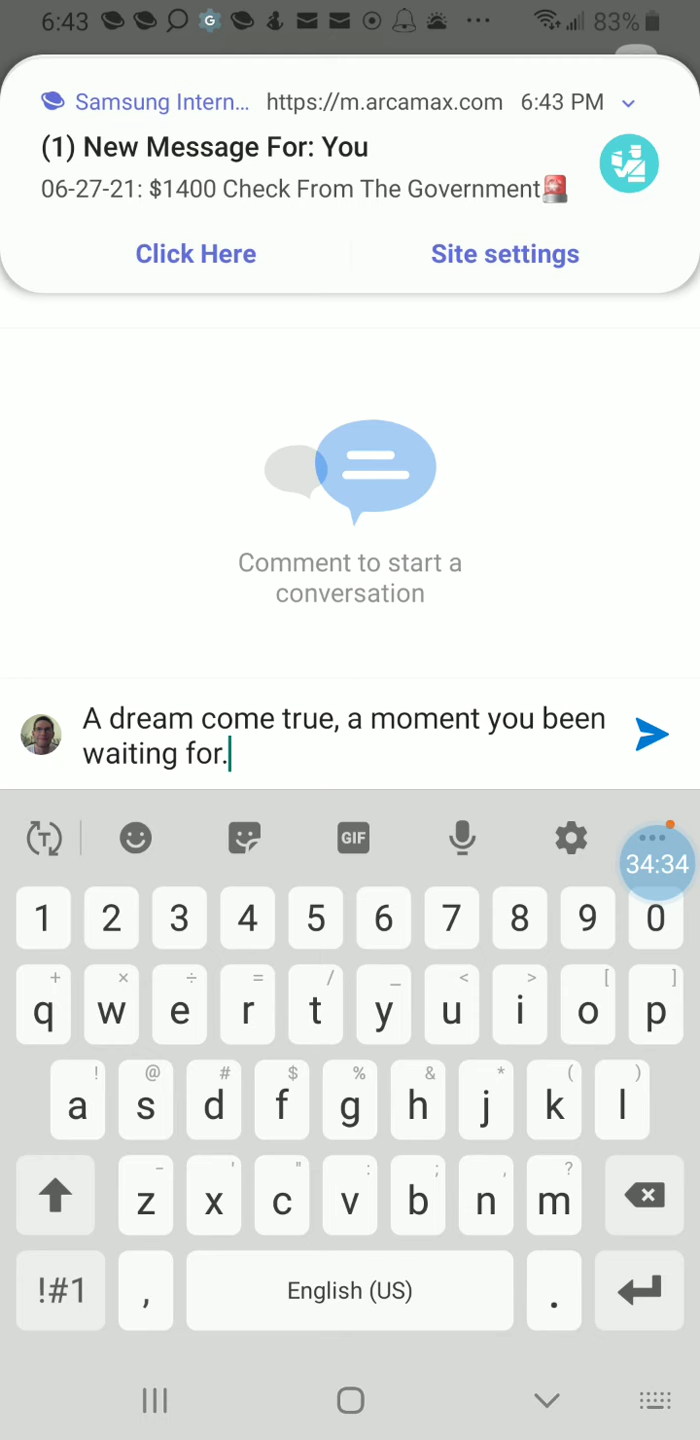 6:43 G 83%
Samsung Intern... https://m.arcamax.com 6:43 PM
(1) New Message For: You
06-27-21: $1400 Check From The Government🚨
Click Here Site settings
Comment to start a
conversation
A dream come true, a moment you been
waiting for.
T GIF
34:34
1 2 3 4 5 6 7 8 9 0
+ × ÷ = / _ < > [ ]
q w e r t y u i o p
! @ # $ % & * ( )
a s d f g h j k l
- ' " : ; , ?
z x c v b n m
!#1 , English (US) .